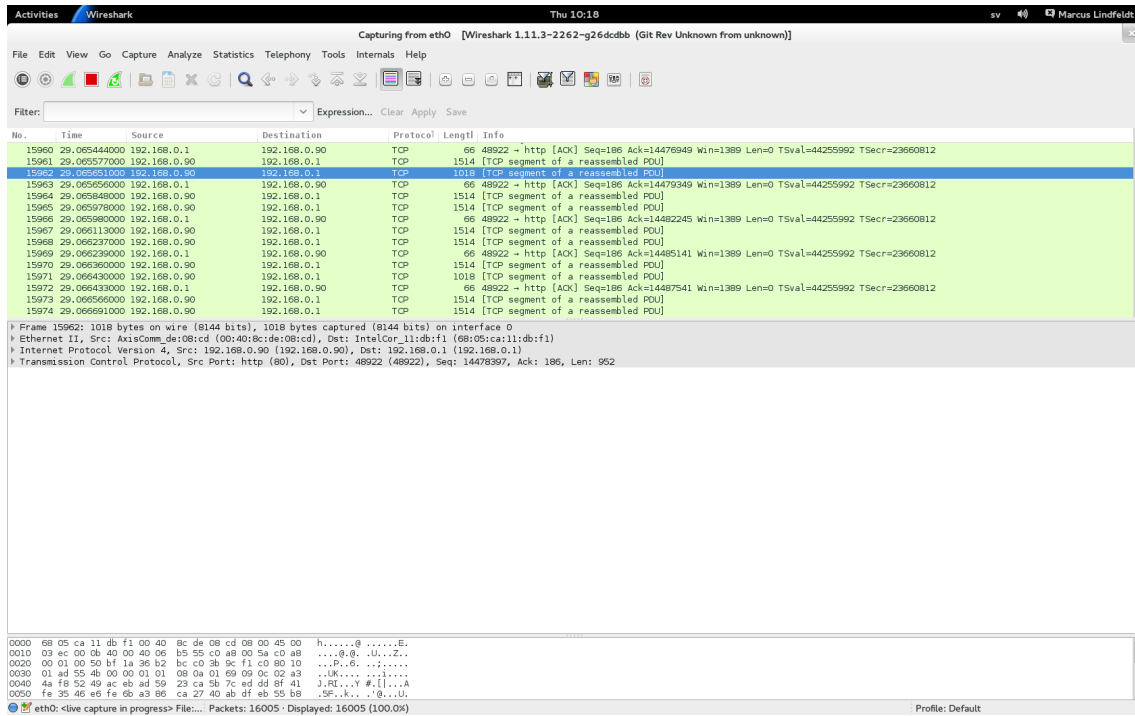 Activities Wireshark Thu 10:18 sv Marcus Lindfeldt
Capturing from eth0 [Wireshark 1.11.3-2262-g26dcdbb (Git Rev Unknown from unknown)]
File Edit View Go Capture Analyze Statistics Telephony Tools Internals Help
Filter: Expression... Clear Apply Save
No. Time Source Destination Protocol Lengtl Info
15960 29.065444000 192.168.0.1 192.168.0.90 TCP 66 48922 → http [ACK] Seq=186 Ack=14476949 Win=1389 Len=0 TSval=44255992 TSecr=23660812
15961 29.065577000 192.168.0.90 192.168.0.1 TCP 1514 [TCP segment of a reassembled PDU]
15962 29.065651000 192.168.0.90 192.168.0.1 TCP 1018 [TCP segment of a reassembled PDU]
15963 29.065656000 192.168.0.1 192.168.0.90 TCP 66 48922 → http [ACK] Seq=186 Ack=14479349 Win=1389 Len=0 TSval=44255992 TSecr=23660812
15964 29.065848000 192.168.0.90 192.168.0.1 TCP 1514 [TCP segment of a reassembled PDU]
15965 29.065978000 192.168.0.90 192.168.0.1 TCP 1514 [TCP segment of a reassembled PDU]
15966 29.065980000 192.168.0.1 192.168.0.90 TCP 66 48922 → http [ACK] Seq=186 Ack=14482245 Win=1389 Len=0 TSval=44255992 TSecr=23660812
15967 29.066113000 192.168.0.90 192.168.0.1 TCP 1514 [TCP segment of a reassembled PDU]
15968 29.066237000 192.168.0.90 192.168.0.1 TCP 1514 [TCP segment of a reassembled PDU]
15969 29.066239000 192.168.0.1 192.168.0.90 TCP 66 48922 → http [ACK] Seq=186 Ack=14485141 Win=1389 Len=0 TSval=44255992 TSecr=23660812
15970 29.066360000 192.168.0.90 192.168.0.1 TCP 1514 [TCP segment of a reassembled PDU]
15971 29.066430000 192.168.0.90 192.168.0.1 TCP 1018 [TCP segment of a reassembled PDU]
15972 29.066433000 192.168.0.1 192.168.0.90 TCP 66 48922 → http [ACK] Seq=186 Ack=14487541 Win=1389 Len=0 TSval=44255992 TSecr=23660812
15973 29.066566000 192.168.0.90 192.168.0.1 TCP 1514 [TCP segment of a reassembled PDU]
15974 29.066691000 192.168.0.90 192.168.0.1 TCP 1514 [TCP segment of a reassembled PDU]
Frame 15962: 1018 bytes on wire (8144 bits), 1018 bytes captured (8144 bits) on interface 0
Ethernet II, Src: AxisComm_de:08:cd (00:40:8c:de:08:cd), Dst: IntelCor_11:db:f1 (68:05:ca:11:db:f1)
Internet Protocol Version 4, Src: 192.168.0.90 (192.168.0.90), Dst: 192.168.0.1 (192.168.0.1)
Transmission Control Protocol, Src Port: http (80), Dst Port: 48922 (48922), Seq: 14478397, Ack: 186, Len: 952
0000 68 05 ca 11 db f1 00 40 8c de 08 cd 08 00 45 00 h......@ ......E.
0010 03 ec 00 0b 40 00 40 06 b5 55 c0 a8 00 5a c0 a8 ....@.@. .U...Z..
0020 00 01 00 50 bf 1a 36 b2 bc c0 3b 9c f1 c0 80 10 ...P..6. ..;.....
0030 01 ad 55 4b 00 00 01 01 08 0a 01 69 09 0c 02 a3 ..UK.... ...i....
0040 4a f8 52 49 ac eb ad 59 23 ca 5b 7c ed dd 8f 41 J.RI...Y #.[|...A
0050 fe 35 46 e6 fe 6b a3 86 ca 27 40 ab df eb 55 b8 .5F..k.. .'@...U.
eth0: <live capture in progress> File:... Packets: 16005 · Displayed: 16005 (100.0%) Profile: Default